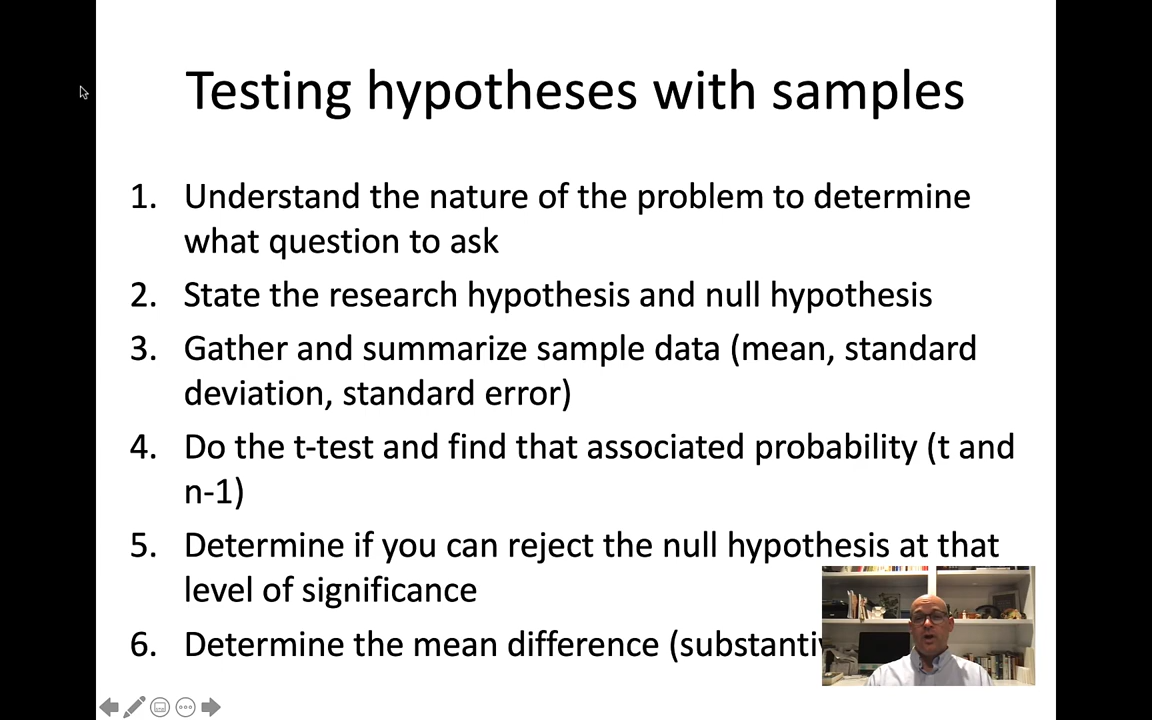 Testing hypotheses with samples
1. Understand the nature of the problem to determine
what question to ask
2. State the research hypothesis and null hypothesis
3. Gather and summarize sample data (mean, standard
deviation, standard error)
4. Do the t-test and find that associated probability (t and
n-1)
5. Determine if you can reject the null hypothesis at that
level of significance
6. Determine the mean difference